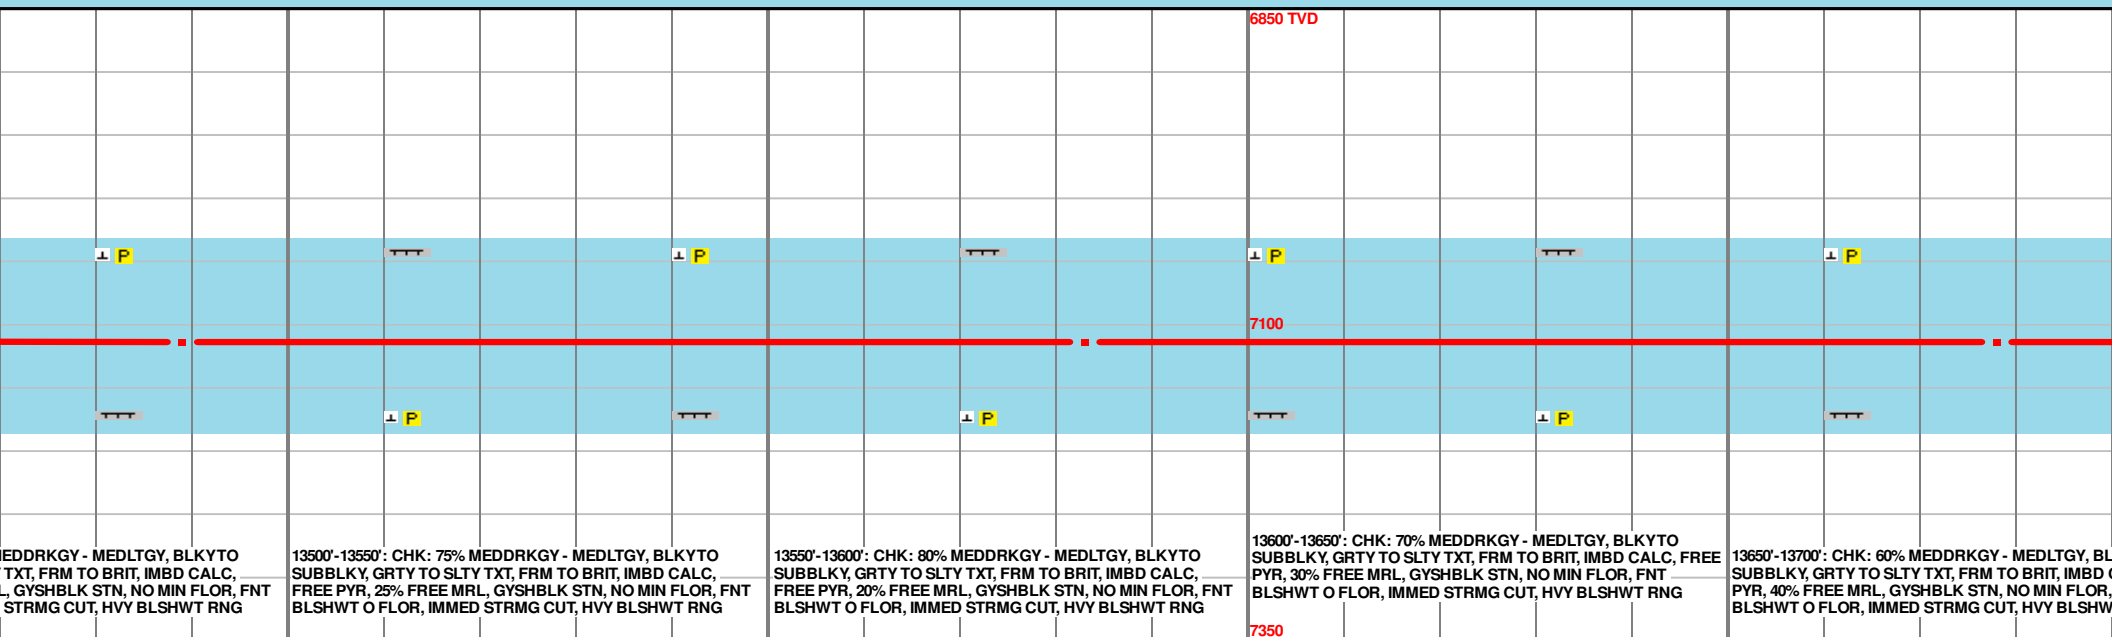 6850 TVD
P
P
P
P
7100
P
P
P
MEDDRKGY - MEDLTGY, BLKYTO
TXT, FRM TO BRIT, IMBD CALC,
GYSHBLK STN, NO MIN FLOR, FNT
STRMG CUT, HVY BLSHWT RNG
13500'-13550': CHK: 75% MEDDRKGY - MEDLTGY, BLKYTO
SUBBLKY, GRTY TO SLTY TXT, FRM TO BRIT, IMBD CALC,
FREE PYR, 25% FREE MRL, GYSHBLK STN, NO MIN FLOR, FNT
BLSHWT O FLOR, IMMED STRMG CUT, HVY BLSHWT RNG
13550'-13600': CHK: 80% MEDDRKGY - MEDLTGY, BLKYTO
SUBBLKY, GRTY TO SLTY TXT, FRM TO BRIT, IMBD CALC,
FREE PYR, 20% FREE MRL, GYSHBLK STN, NO MIN FLOR, FNT
BLSHWT O FLOR, IMMED STRMG CUT, HVY BLSHWT RNG
13600'-13650': CHK: 70% MEDDRKGY - MEDLTGY, BLKYTO
SUBBLKY, GRTY TO SLTY TXT, FRM TO BRIT, IMBD CALC, FREE
PYR, 30% FREE MRL, GYSHBLK STN, NO MIN FLOR, FNT
BLSHWT O FLOR, IMMED STRMG CUT, HVY BLSHWT RNG
13650'-13700': CHK: 60% MEDDRKGY - MEDLTGY, BL
SUBBLKY, GRTY TO SLTY TXT, FRM TO BRIT, IMBD
PYR, 40% FREE MRL, GYSHBLK STN, NO MIN FLOR,
BLSHWT O FLOR, IMMED STRMG CUT, HVY BLSHW
7350